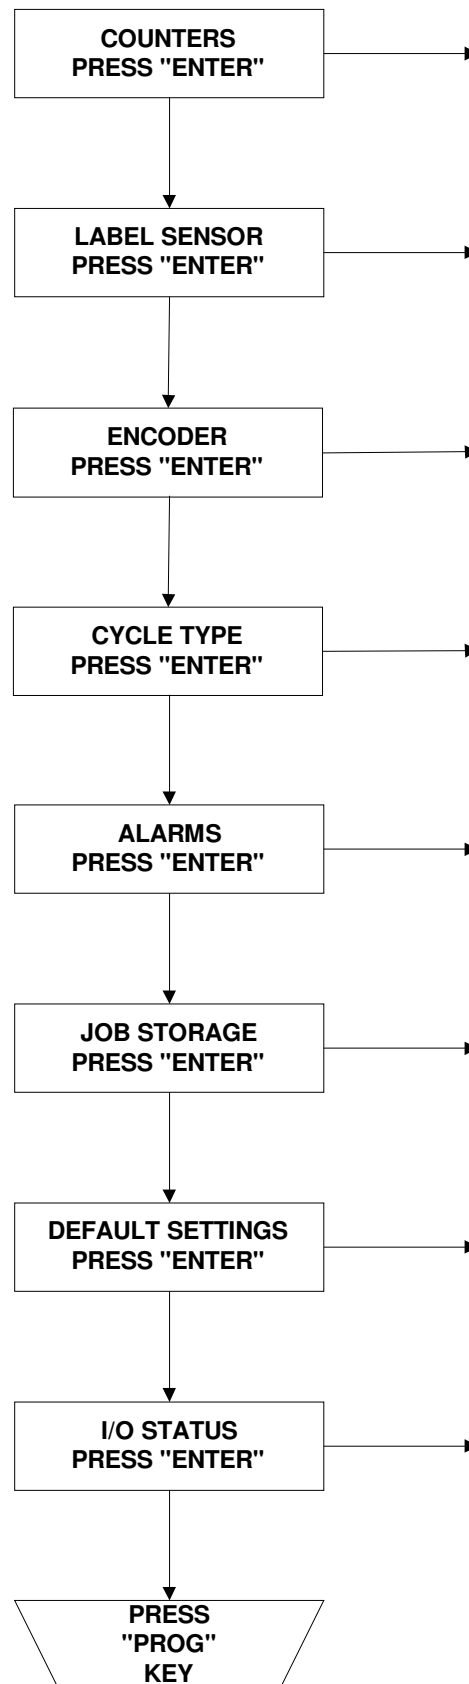 COUNTERS
PRESS "ENTER"
LABEL SENSOR
PRESS "ENTER"
ENCODER
PRESS "ENTER"
CYCLE TYPE
PRESS "ENTER"
ALARMS
PRESS "ENTER"
JOB STORAGE
PRESS "ENTER"
DEFAULT SETTINGS
PRESS "ENTER"
I/O STATUS
PRESS "ENTER"
PRESS
"PROG"
KEY